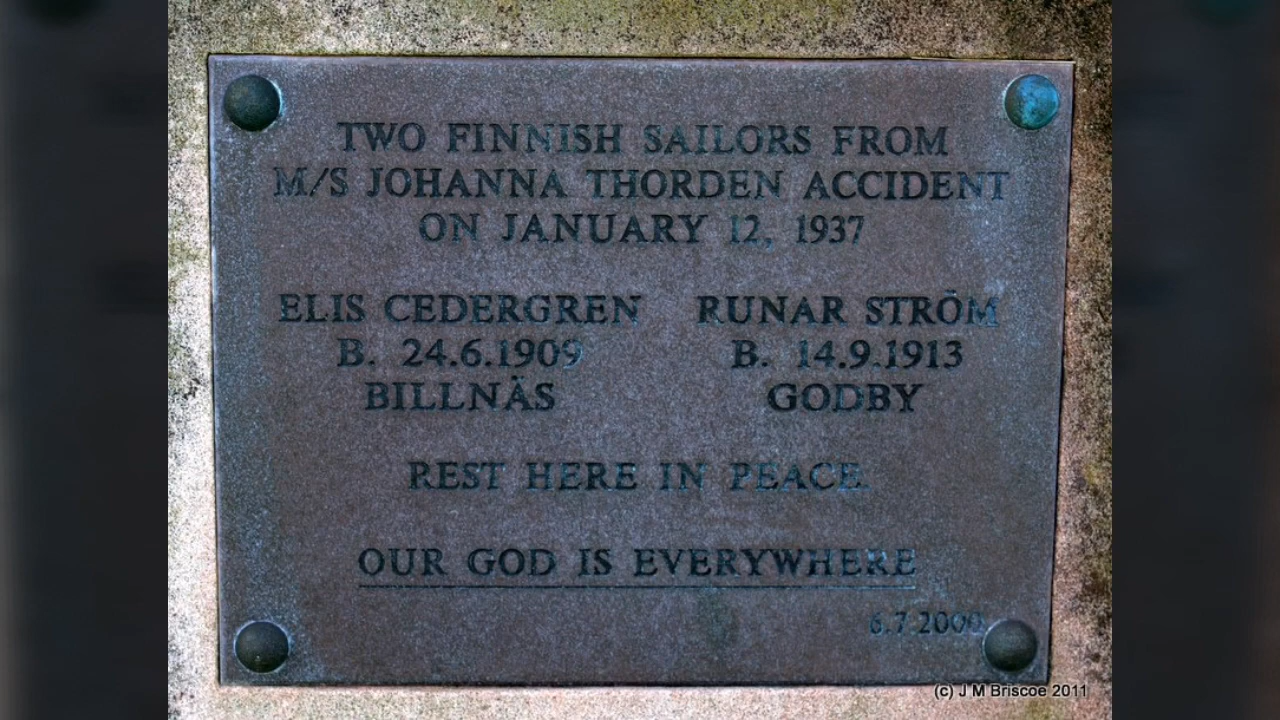 TWO FINNISH SAILORS FROM
M/S JOHANNA THORDEN ACCIDENT
ON JANUARY 12, 1937
ELIS CEDERGREN RUNAR STRÖM
B. 24.6.1909 B. 14.9.1913
BILLNÄS GODBY
REST HERE IN PEACE.
OUR GOD IS EVERYWHERE
6.7.2000
(c) J M Briscoe 2011